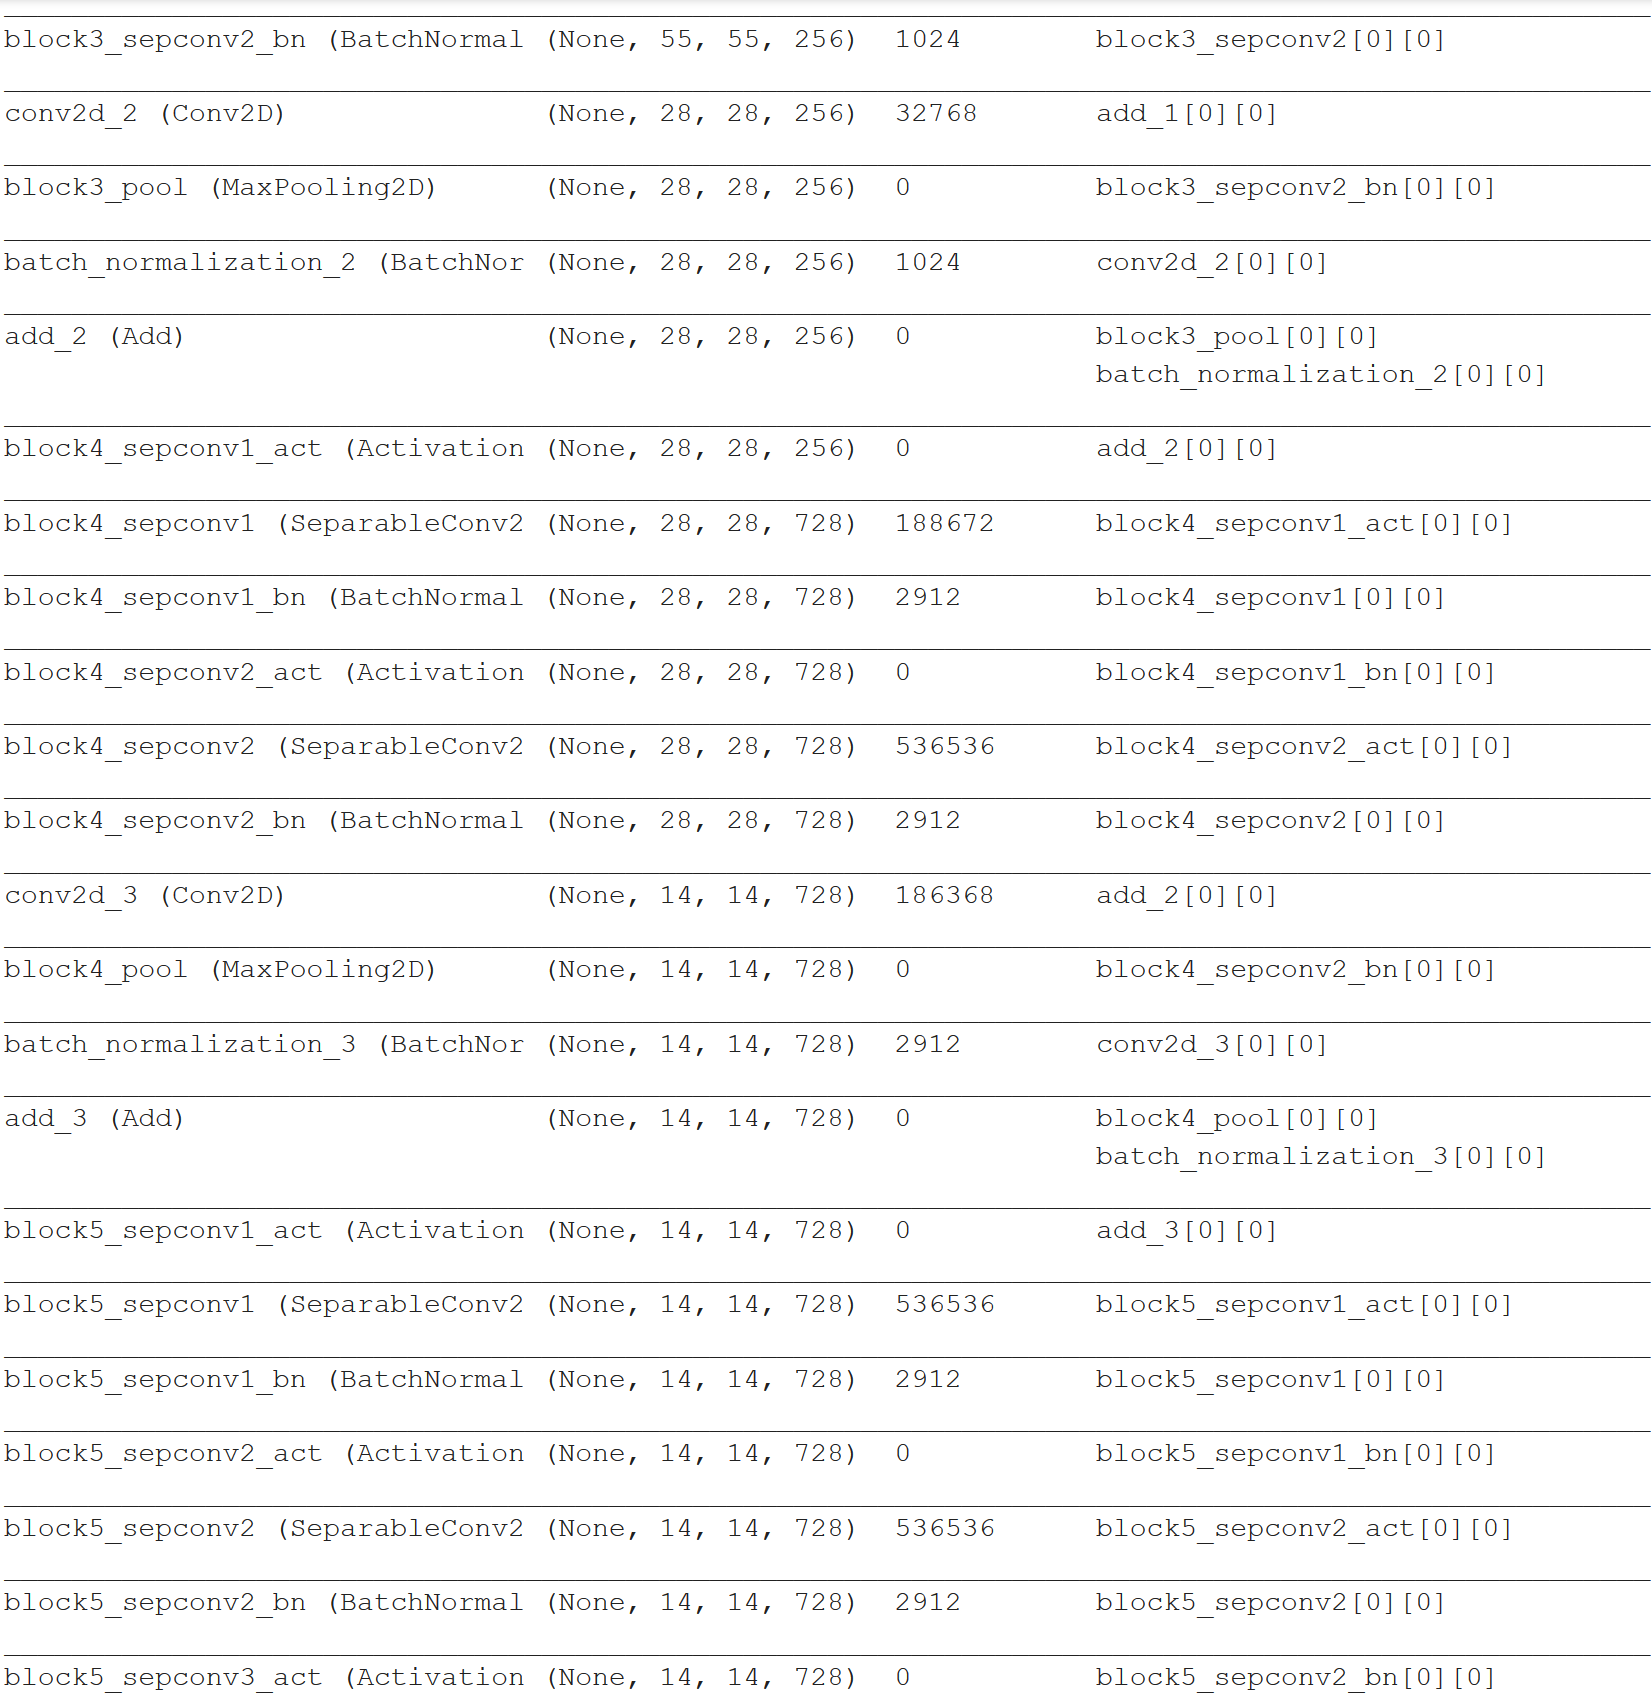 block3_sepconv2_bn (BatchNormal (None, 55, 55, 256) 1024 block3_sepconv2[0][0]
conv2d_2 (Conv2D) (None, 28, 28, 256) 32768 add_1[0][0]
block3_pool (MaxPooling2D) (None, 28, 28, 256) 0 block3_sepconv2_bn[0][0]
batch_normalization_2 (BatchNor (None, 28, 28, 256) 1024 conv2d_2[0][0]
add_2 (Add) (None, 28, 28, 256) 0 block3_pool[0][0]
batch_normalization_2[0][0]
block4_sepconv1_act (Activation (None, 28, 28, 256) 0 add_2[0][0]
block4_sepconv1 (SeparableConv2 (None, 28, 28, 728) 188672 block4_sepconv1_act[0][0]
block4_sepconv1_bn (BatchNormal (None, 28, 28, 728) 2912 block4_sepconv1[0][0]
block4_sepconv2_act (Activation (None, 28, 28, 728) 0 block4_sepconv1_bn[0][0]
block4_sepconv2 (SeparableConv2 (None, 28, 28, 728) 536536 block4_sepconv2_act[0][0]
block4_sepconv2_bn (BatchNormal (None, 28, 28, 728) 2912 block4_sepconv2[0][0]
conv2d_3 (Conv2D) (None, 14, 14, 728) 186368 add_2[0][0]
block4_pool (MaxPooling2D) (None, 14, 14, 728) 0 block4_sepconv2_bn[0][0]
batch_normalization_3 (BatchNor (None, 14, 14, 728) 2912 conv2d_3[0][0]
add_3 (Add) (None, 14, 14, 728) 0 block4_pool[0][0]
batch_normalization_3[0][0]
block5_sepconv1_act (Activation (None, 14, 14, 728) 0 add_3[0][0]
block5_sepconv1 (SeparableConv2 (None, 14, 14, 728) 536536 block5_sepconv1_act[0][0]
block5_sepconv1_bn (BatchNormal (None, 14, 14, 728) 2912 block5_sepconv1[0][0]
block5_sepconv2_act (Activation (None, 14, 14, 728) 0 block5_sepconv1_bn[0][0]
block5_sepconv2 (SeparableConv2 (None, 14, 14, 728) 536536 block5_sepconv2_act[0][0]
block5_sepconv2_bn (BatchNormal (None, 14, 14, 728) 2912 block5_sepconv2[0][0]
block5_sepconv3_act (Activation (None, 14, 14, 728) 0 block5_sepconv2_bn[0][0]